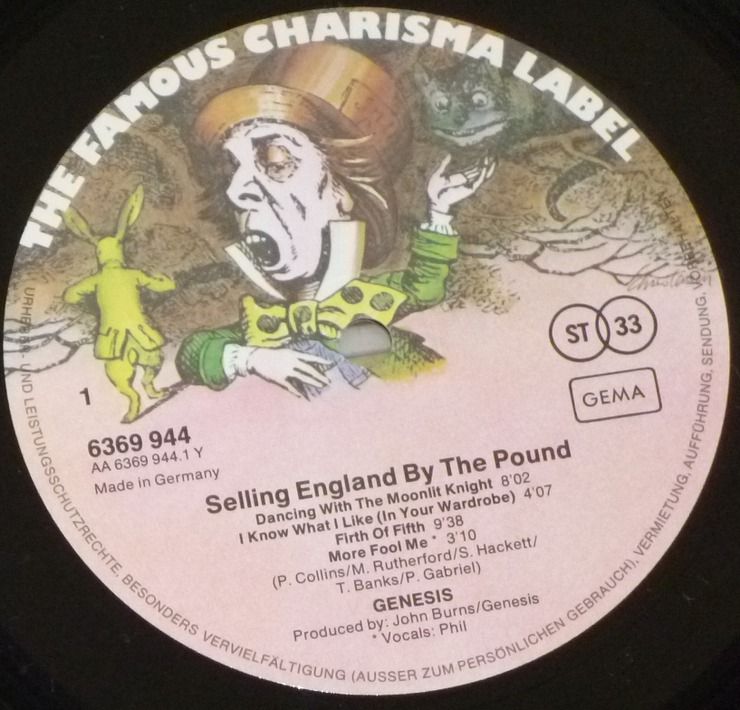 THE FAMOUS CHARISMA LABEL
ST 33
GEMA
1
6369 944
AA 6369 944.1 Y
Made in Germany
Selling England By The Pound
Dancing With The Moonlit Knight 8'02
I Know What I Like (In Your Wardrobe) 4'07
Firth Of Fifth 9'38
More Fool Me * 3'10
(P. Collins/M. Rutherford/S. Hackett/
T. Banks/P. Gabriel)
GENESIS
Produced by: John Burns/Genesis
* Vocals: Phil
URHEBER- UND LEISTUNGSSCHUTZRECHTE, BESONDERS VERVIELFÄLTIGUNG (AUSSER ZUM PERSÖNLICHEN GEBRAUCH), VERMIETUNG, AUFFÜHRUNG, SENDUNG, VORBEHALTEN